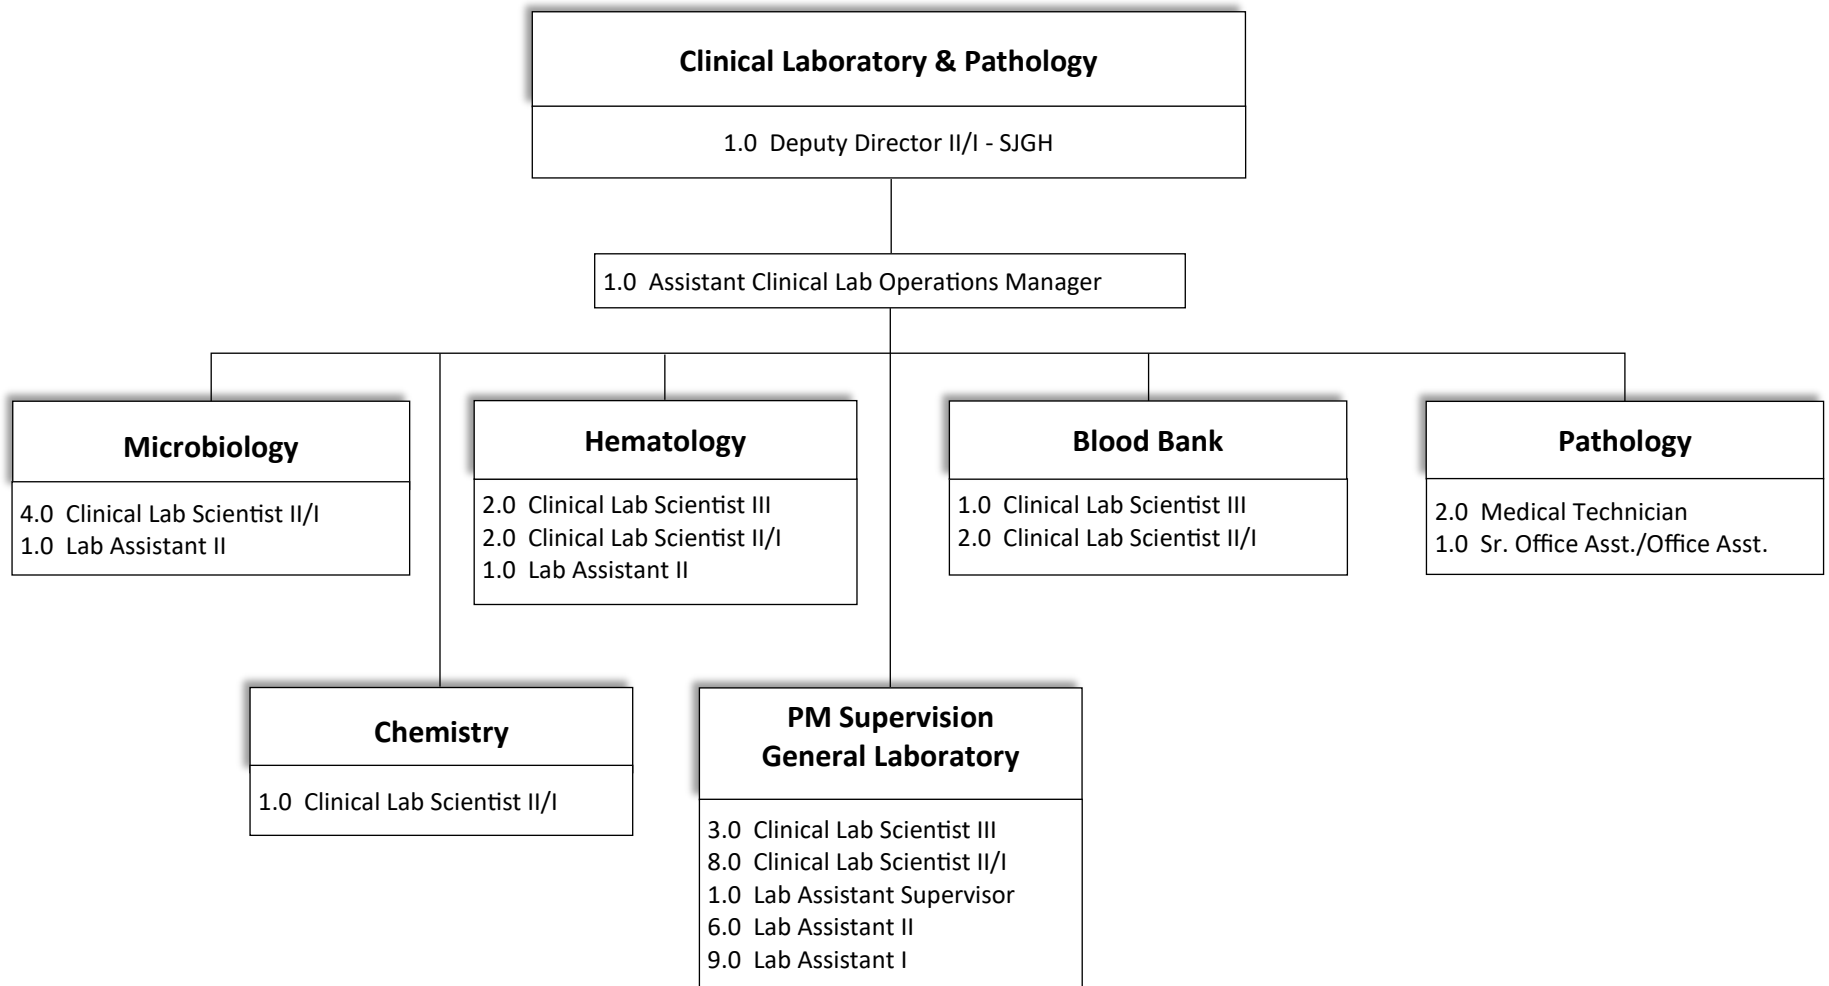 Clinical Laboratory & Pathology
1.0 Deputy Director II/I - SJGH
1.0 Assistant Clinical Lab Operations Manager
Microbiology
4.0 Clinical Lab Scientist II/I
1.0 Lab Assistant II
Hematology
2.0 Clinical Lab Scientist III
2.0 Clinical Lab Scientist II/I
1.0 Lab Assistant II
Blood Bank
1.0 Clinical Lab Scientist III
2.0 Clinical Lab Scientist II/I
Pathology
2.0 Medical Technician
1.0 Sr. Office Asst./Office Asst.
Chemistry
1.0 Clinical Lab Scientist II/I
PM Supervision
General Laboratory
3.0 Clinical Lab Scientist III
8.0 Clinical Lab Scientist II/I
1.0 Lab Assistant Supervisor
6.0 Lab Assistant II
9.0 Lab Assistant I